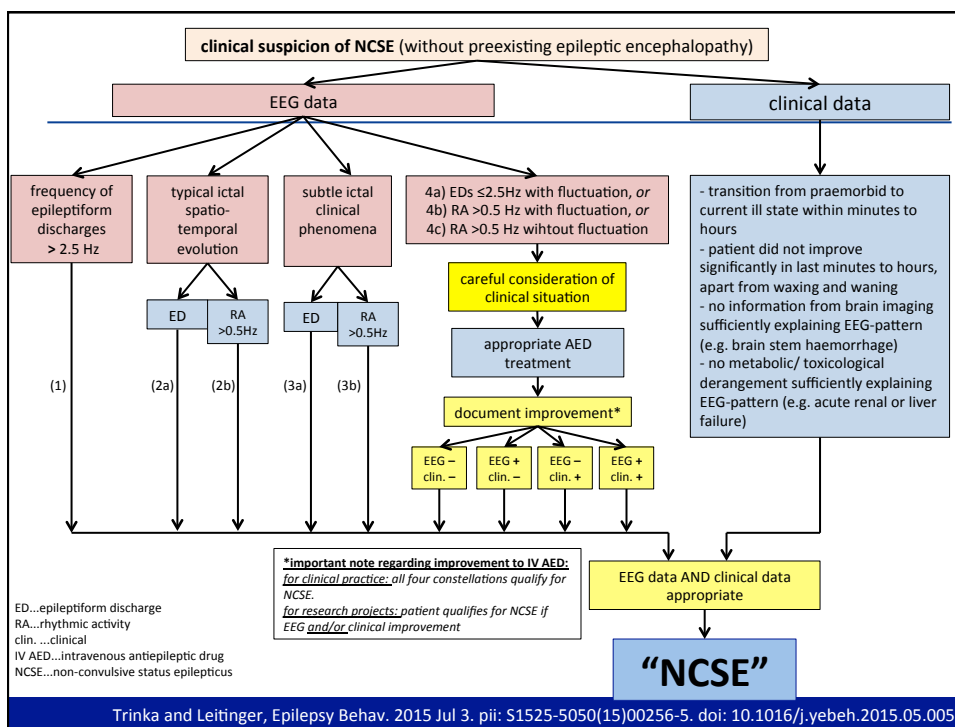 clinical suspicion of NCSE (without preexisting epileptic encephalopathy)
EEG data
clinical data
frequency of
epileptiform
discharges
> 2.5 Hz
typical ictal
spatio-
temporal
evolution
subtle ictal
clinical
phenomena
4a) EDs ≤2.5Hz with fluctuation, or
4b) RA >0.5 Hz with fluctuation, or
4c) RA >0.5 Hz wihtout fluctuation
- transition from praemorbid to
current ill state within minutes to
hours
- patient did not improve
significantly in last minutes to hours,
apart from waxing and waning
- no information from brain imaging
sufficiently explaining EEG-pattern
(e.g. brain stem haemorrhage)
- no metabolic/ toxicological
derangement sufficiently explaining
EEG-pattern (e.g. acute renal or liver
failure)
careful consideration of
clinical situation
ED
RA
>0.5Hz
ED
RA
>0.5Hz
appropriate AED
treatment
(1)
(2a)
(2b)
(3a)
(3b)
document improvement*
EEG –
clin. –
EEG +
clin. –
EEG –
clin. +
EEG +
clin. +
*important note regarding improvement to IV AED:
for clinical practice: all four constellations qualify for
NCSE.
for research projects: patient qualifies for NCSE if
EEG and/or clinical improvement
EEG data AND clinical data
appropriate
ED...epileptiform discharge
RA...rhythmic activity
clin. ...clinical
IV AED...intravenous antiepileptic drug
NCSE...non-convulsive status epilepticus
“NCSE”
Trinka and Leitinger, Epilepsy Behav. 2015 Jul 3. pii: S1525-5050(15)00256-5. doi: 10.1016/j.yebeh.2015.05.005